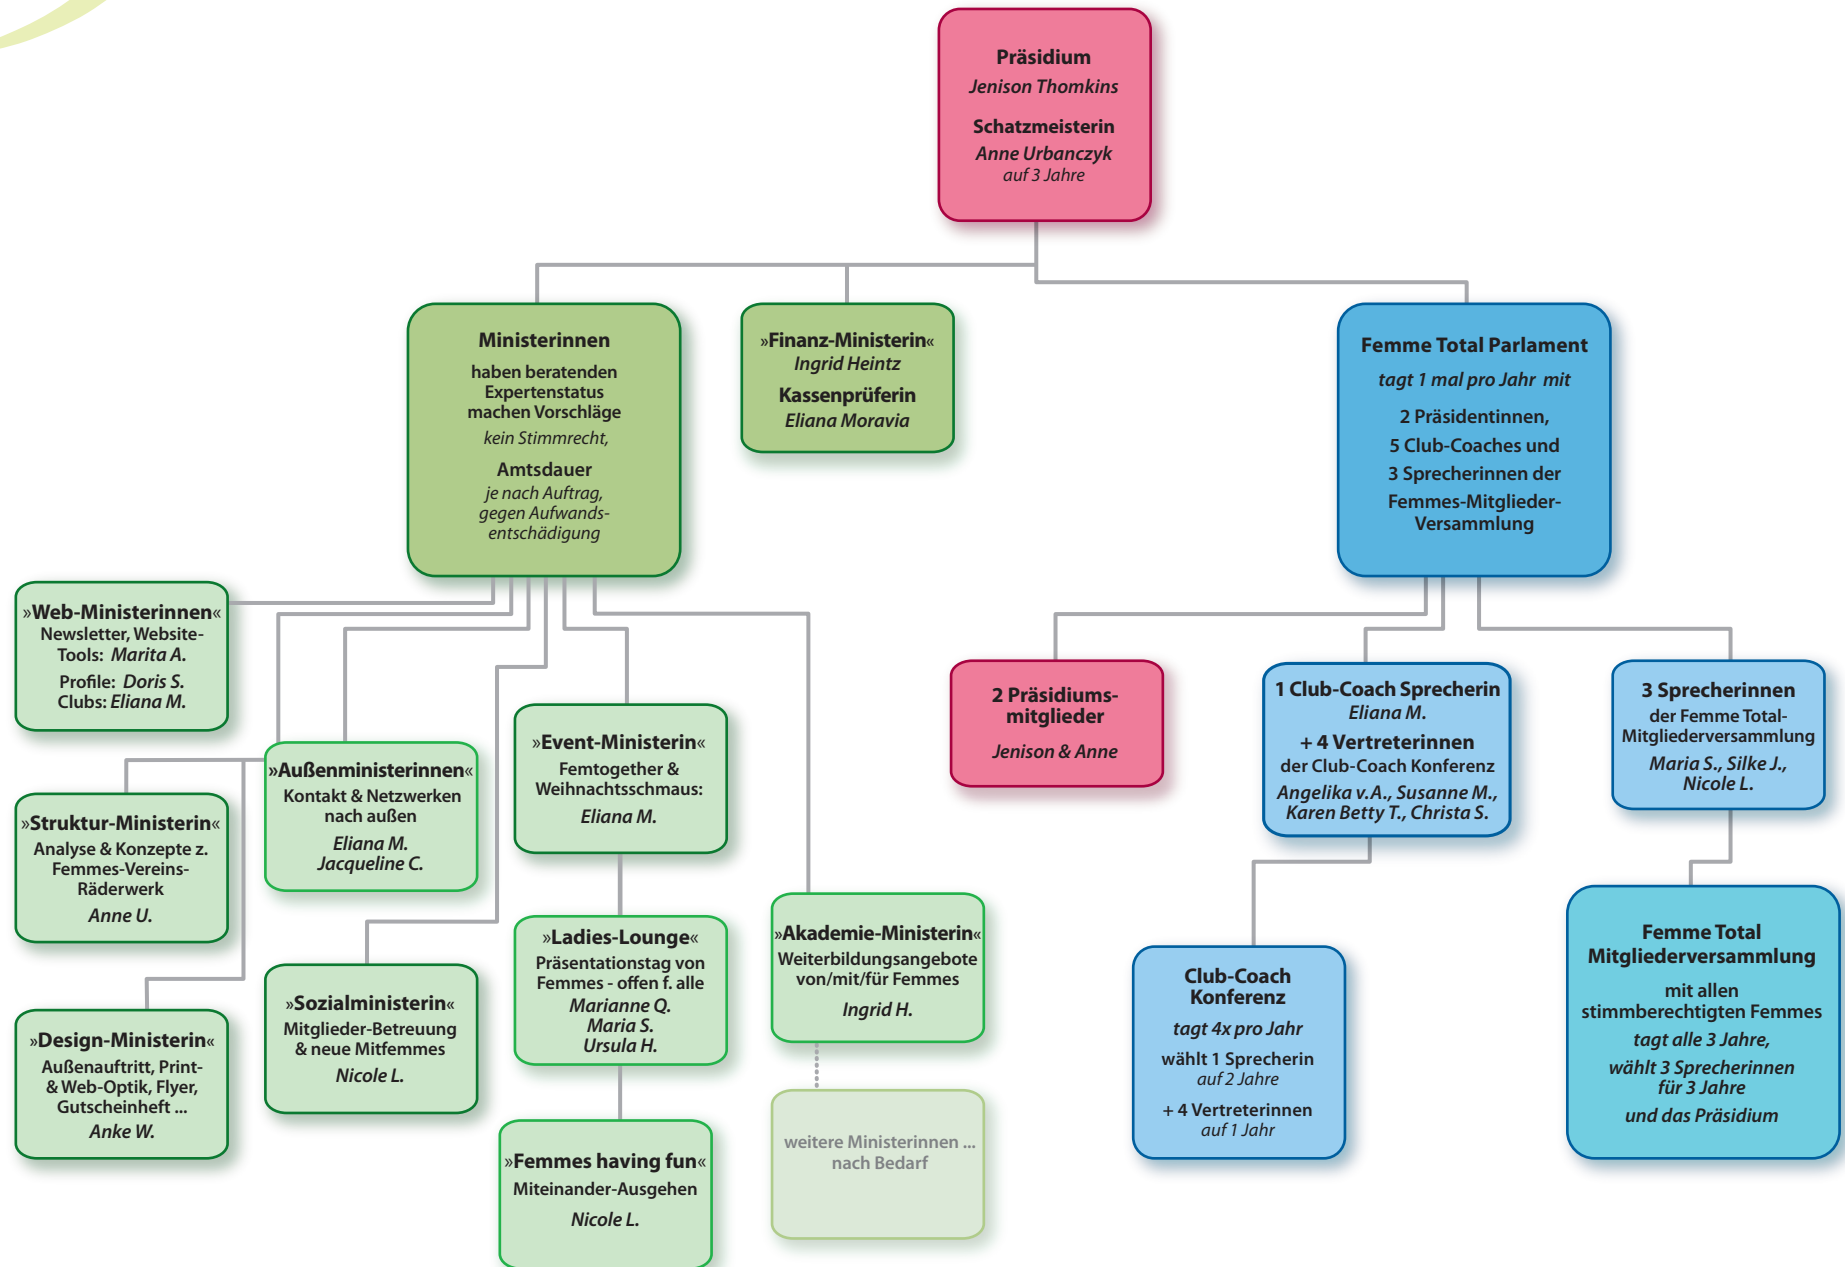 Präsidium
Jenison Thomkins
Schatzmeisterin
Anne Urbanczyk
auf 3 Jahre
Ministerinnen
haben beratenden
Expertenstatus
machen Vorschläge
kein Stimmrecht,
Amtsdauer
je nach Auftrag,
gegen Aufwands-
entschädigung
»Finanz-Ministerin«
Ingrid Heintz
Kassenprüferin
Eliana Moravia
Femme Total Parlament
tagt 1 mal pro Jahr mit
2 Präsidentinnen,
5 Club-Coaches und
3 Sprecherinnen der
Femmes-Mitglieder-
Versammlung
»Web-Ministerinnen«
Newsletter, Website-
Tools: Marita A.
Profile: Doris S.
Clubs: Eliana M.
»Struktur-Ministerin«
Analyse & Konzepte z.
Femmes-Vereins-
Räderwerk
Anne U.
»Design-Ministerin«
Außenauftritt, Print-
& Web-Optik, Flyer,
Gutscheinheft ...
Anke W.
»Außenministerinnen«
Kontakt & Netzwerken
nach außen
Eliana M.
Jacqueline C.
»Sozialministerin«
Mitglieder-Betreuung
& neue Mitfemmes
Nicole L.
»Event-Ministerin«
Femtogether &
Weihnachtsschmaus:
Eliana M.
»Ladies-Lounge«
Präsentationstag von
Femmes - offen f. alle
Marianne Q.
Maria S.
Ursula H.
»Femmes having fun«
Miteinander-Ausgehen
Nicole L.
»Akademie-Ministerin«
Weiterbildungsangebote
von/mit/für Femmes
Ingrid H.
weitere Ministerinnen ...
nach Bedarf
2 Präsidiums-
mitglieder
Jenison & Anne
1 Club-Coach Sprecherin
Eliana M.
+ 4 Vertreterinnen
der Club-Coach Konferenz
Angelika v. A., Susanne M.,
Karen Betty T., Christa S.
Club-Coach
Konferenz
tagt 4x pro Jahr
wählt 1 Sprecherin
auf 2 Jahre
+ 4 Vertreterinnen
auf 1 Jahr
3 Sprecherinnen
der Femme Total-
Mitgliederversammlung
Maria S., Silke J.,
Nicole L.
Femme Total
Mitgliederversammlung
mit allen
stimmberechtigten Femmes
tagt alle 3 Jahre,
wählt 3 Sprecherinnen
für 3 Jahre
und das Präsidium